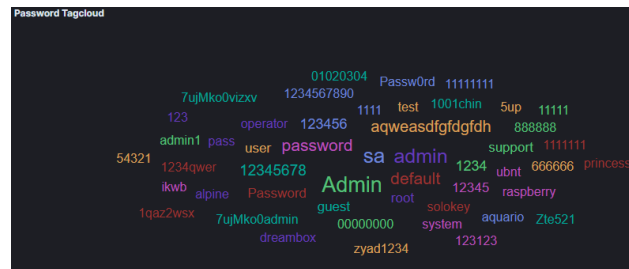 Password Tagcloud
01020304 Passw0rd 11111111
7ujMko0vizxv 1234567890
1111 test 1001chin 5up 11111
123 operator 123456 aqweasdfgfdgfdh 888888
admin1 pass user password support 1111111
54321 1234qwer 12345678 sa admin 1234 ubnt 666666 princess
ikwb alpine Password Admin default 12345 raspberry
root
1qaz2wsx 7ujMko0admin guest solokey aquario Zte521
00000000 system
dreambox zyad1234 123123